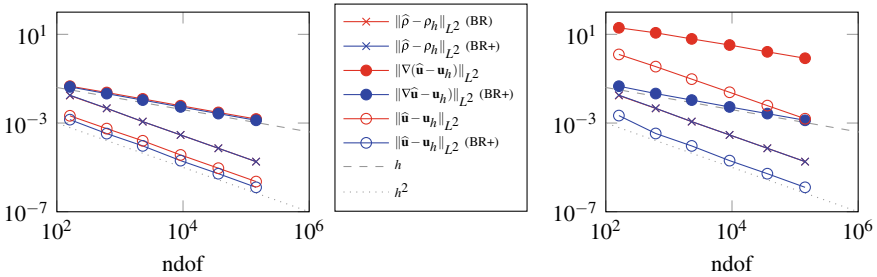 10^1
10^−3
10^−7
10^2
10^4
10^6
ndof
‖ρ̂ − ρ_h‖_{L^2} (BR)
‖ρ̂ − ρ_h‖_{L^2} (BR+)
‖∇(û − u_h)‖_{L^2}
‖∇û − u_h)‖_{L^2} (BR+)
‖û − u_h‖_{L^2}
‖û − u_h‖_{L^2} (BR+)
h
h^2
10^1
10^−3
10^−7
10^2
10^4
10^6
ndof